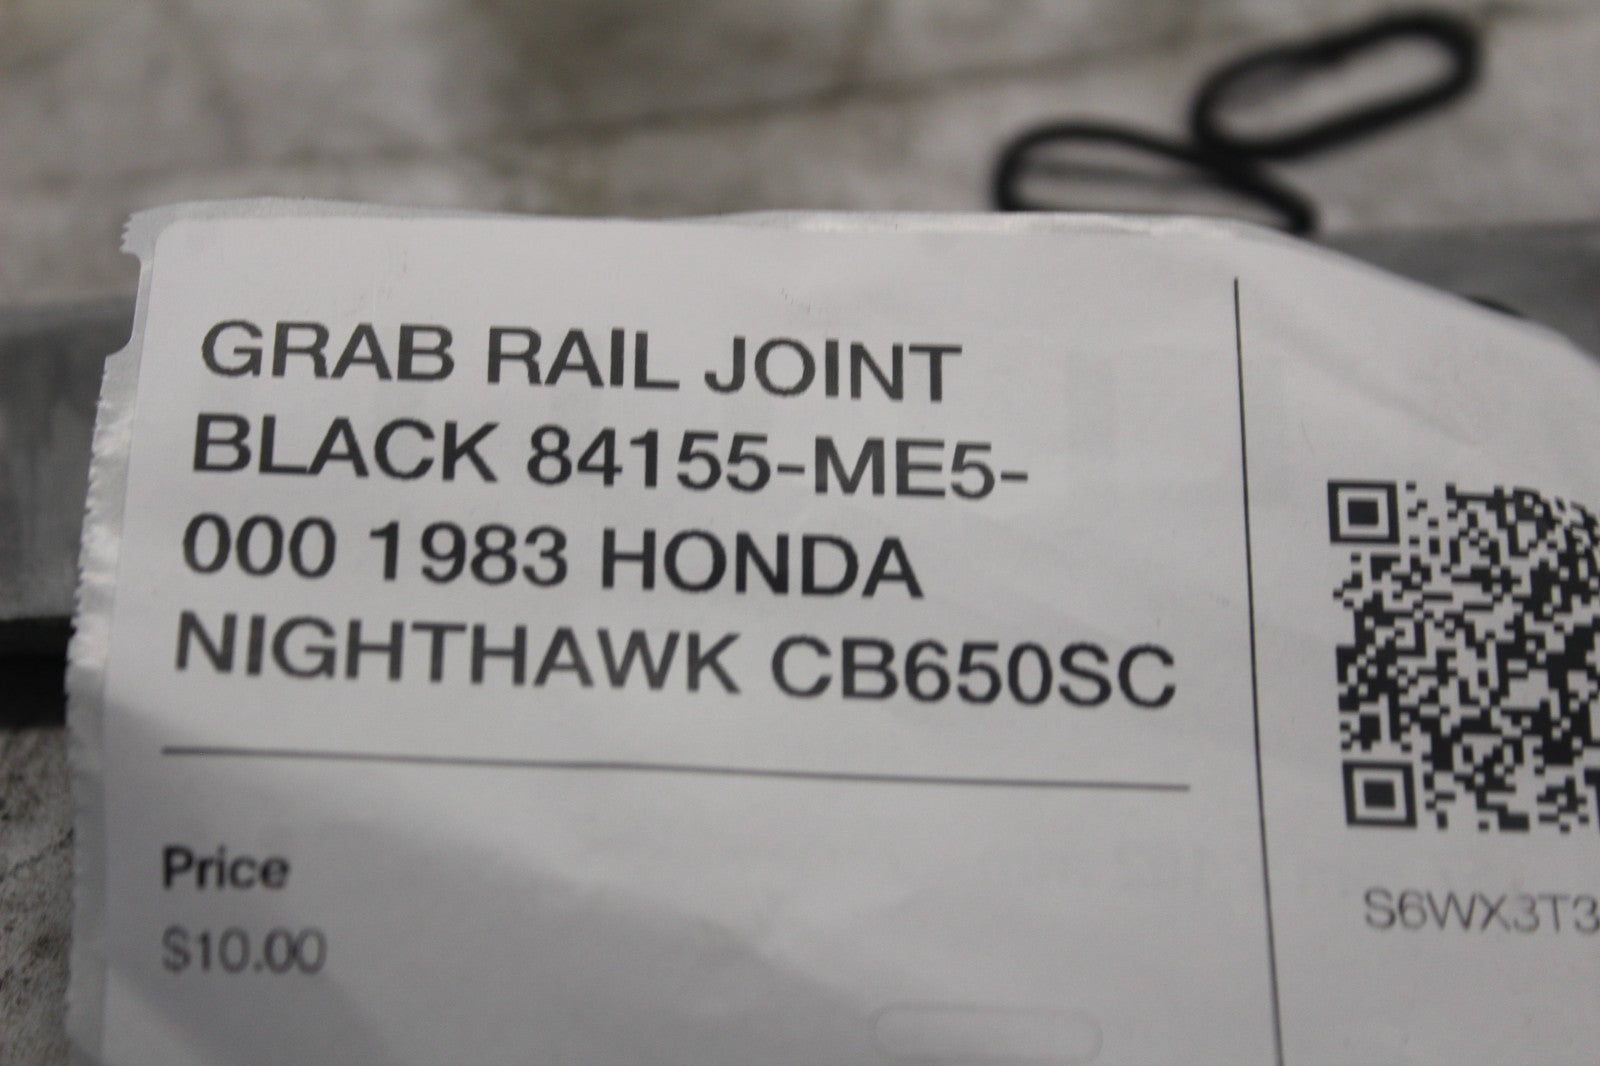 GRAB RAIL JOINT
BLACK 84155-ME5-
000 1983 HONDA
NIGHTHAWK CB650SC
Price
$10.00
S6WX3T3